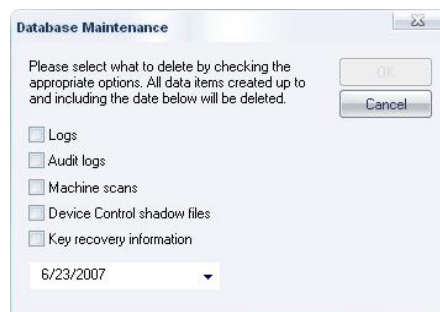 Database Maintenance
Please select what to delete by checking the
appropriate options. All data items created up to
and including the date below will be deleted.
OK
Cancel
Logs
Audit logs
Machine scans
Device Control shadow files
Key recovery information
6/23/2007